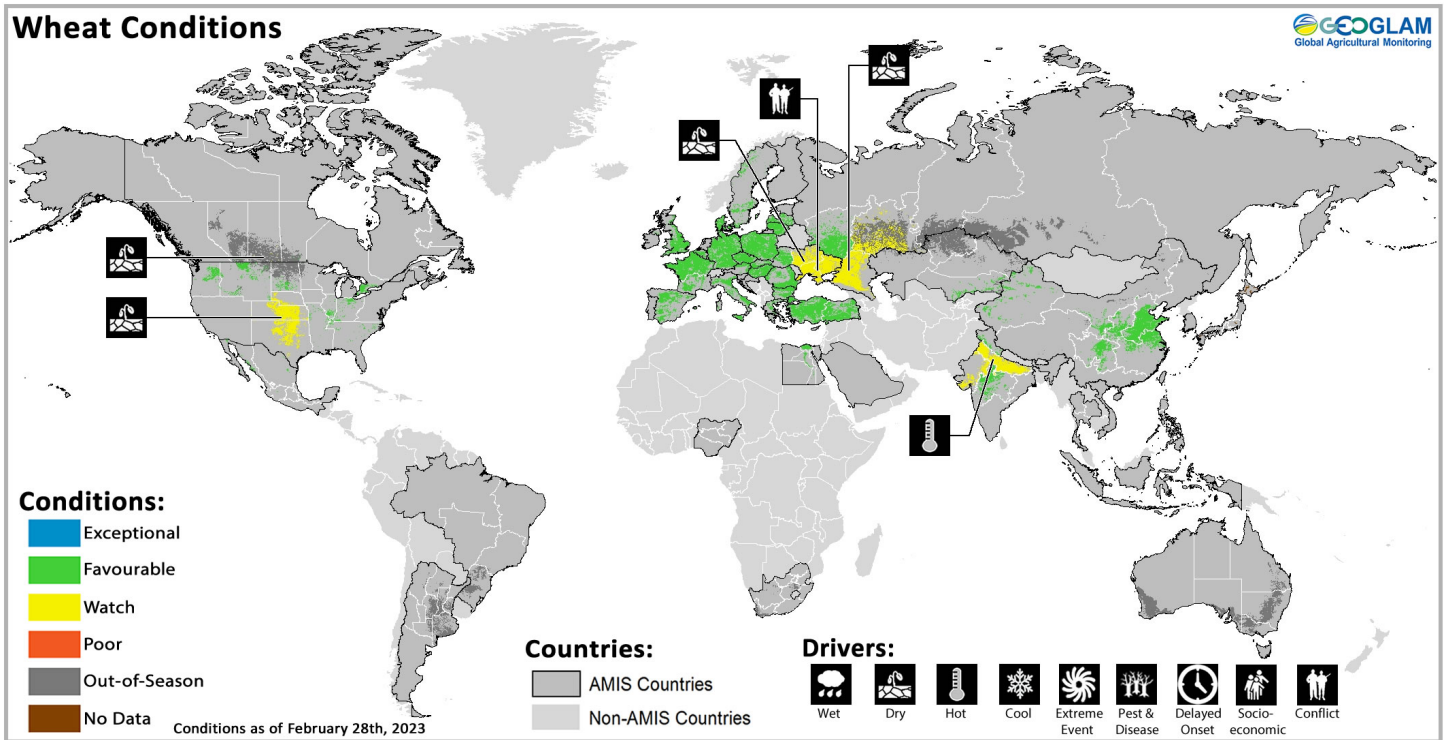 Wheat Conditions
GEOGLAM
Global Agricultural Monitoring
Conditions:
Exceptional
Favourable
Watch
Poor
Out-of-Season
No Data
Conditions as of February 28th, 2023
Countries:
AMIS Countries
Non-AMIS Countries
Drivers:
Wet
Dry
Hot
Cool
Extreme
Event
Pest &
Disease
Delayed
Onset
Socio-
economic
Conflict